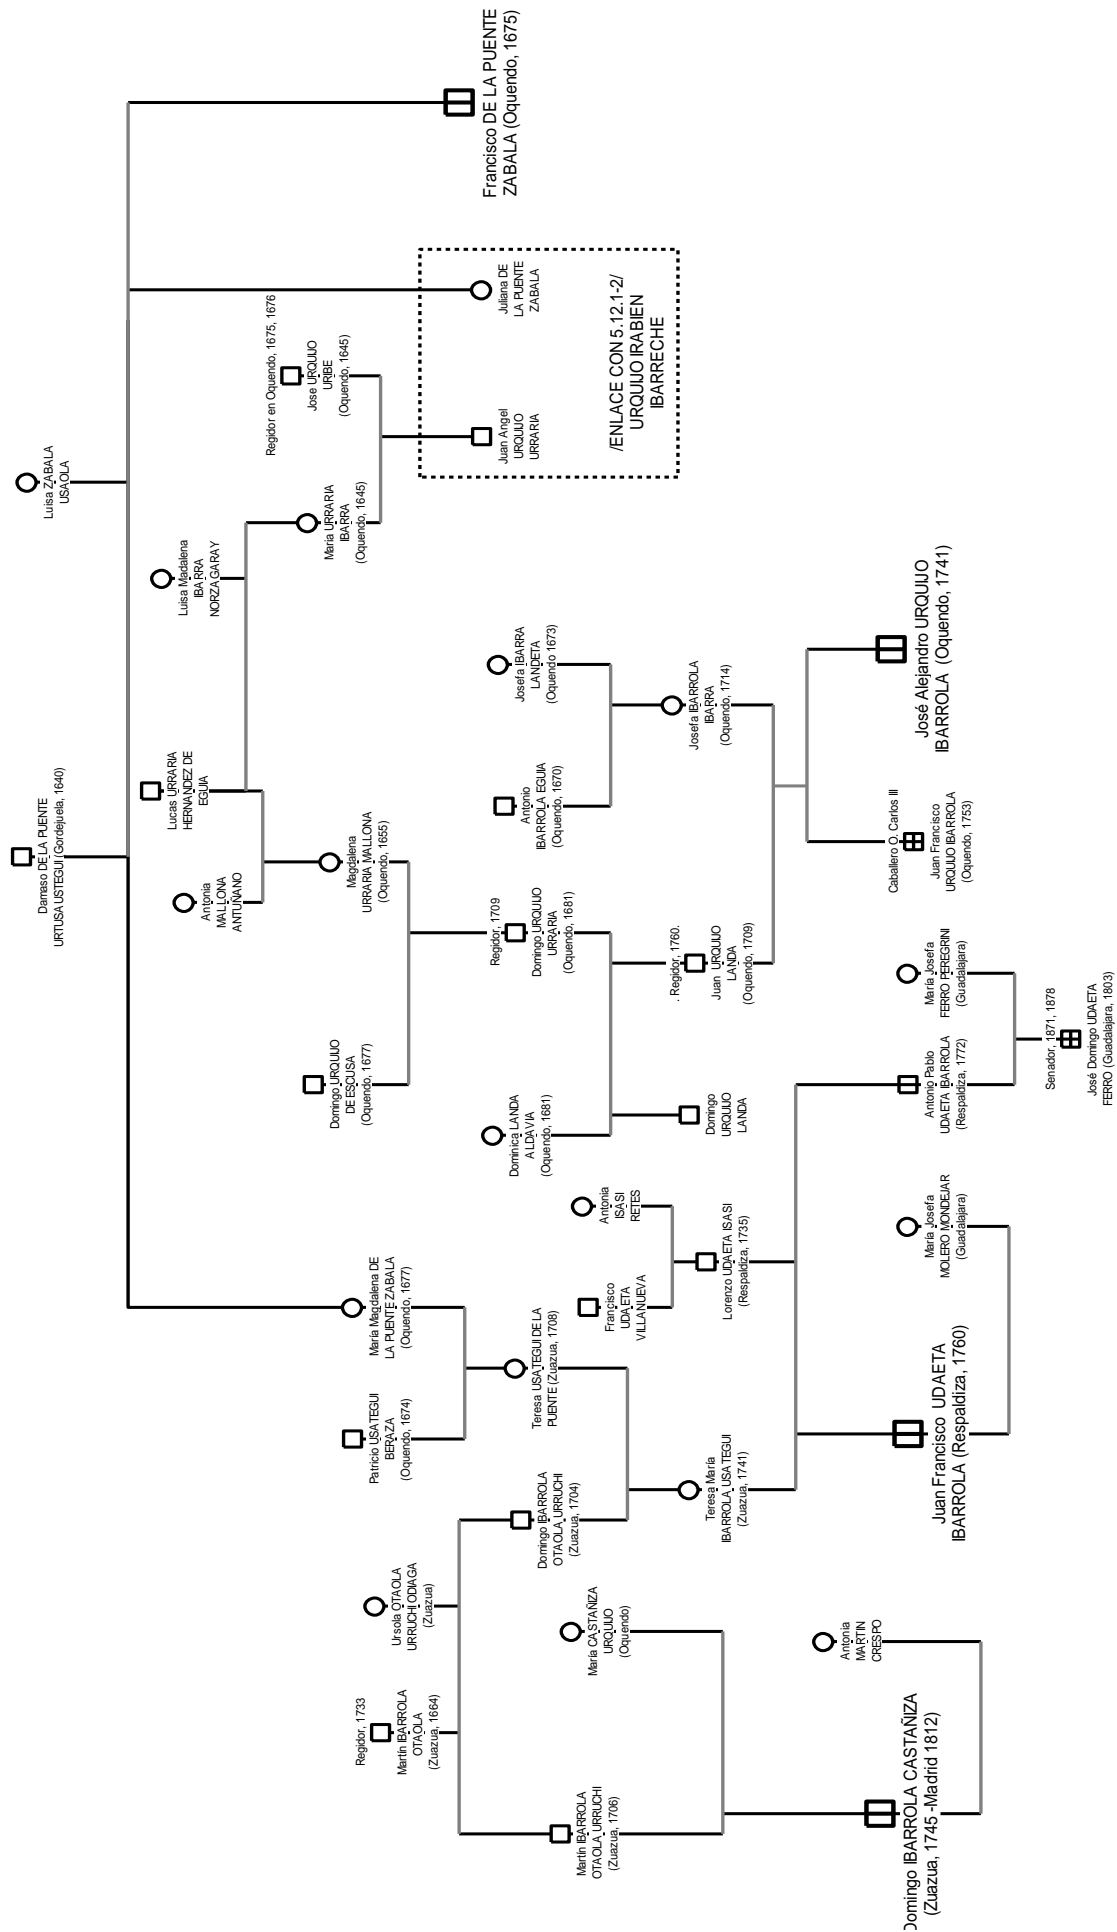 Damaso DE LA PUENTE
URTUSAUSTEGUI (Gordejuela, 1640)
Luisa ZABALA
USAOLA
Francisco DE LA PUENTE
ZABALA (Oquendo, 1675)
Juliana DE
LA PUENTE
ZABALA
Regidor en Oquendo, 1675, 1676
Jose URQUIJO
URIBE
(Oquendo, 1645)
Juan Angel
URQUIJO
URRARIA
/ENLACE CON 5.12.1-2/
URQUIJO IRABIEN
IBARRECHE
Luisa Madalena
IBARRA
NORZAGARAY
María URRARIA
IBARRA
(Oquendo, 1645)
Lucas URRARIA
HERNANDEZ DE
EGUIA
Antonia
MALLONA
ANTUÑANO
Magdalena
URRARIA MALLONA
(Oquendo, 1655)
Domingo URQUIJO
DE ESCUSA
(Oquendo, 1677)
Regidor, 1709
Domingo URQUIJO
URRARIA
(Oquendo, 1681)
Dominica LANDA
ALDAVIA
(Oquendo, 1681)
Domingo
URQUIJO
LANDA
. Regidor, 1760.
Juan URQUIJO
LANDA
(Oquendo, 1709)
Antonio
IBARROLA EGUIA
(Oquendo, 1670)
Josefa IBARRA
LANDETA
(Oquendo 1673)
Josefa IBARROLA
IBARRA
(Oquendo, 1714)
José Alejandro URQUIJO
IBARROLA (Oquendo, 1741)
Caballero O. Carlos III
Juan Francisco
URQUIJO IBARROLA
(Oquendo, 1753)
María Magdalena DE
LA PUENTE ZABALA
(Oquendo, 1677)
Patricio USATEGUI
BERAZA
(Oquendo, 1674)
Teresa USATEGUI DE LA
PUENTE (Zuazua, 1708)
Antonia
ISASI
RETES
Francisco
UDAETA
VILLANUEVA
Lorenzo UDAETA ISASI
(Respaldiza, 1735)
Regidor, 1733
Martín IBARROLA
OTAOLA
(Zuazua, 1664)
Ursola OTAOLA
URRUCHI ODIAGA
(Zuazua)
Domingo IBARROLA
OTAOLA URRUCHI
(Zuazua, 1704)
Martín IBARROLA
OTAOLA URRUCHI
(Zuazua, 1706)
María CASTAÑIZA
URQUIJO
(Oquendo)
Teresa María
IBARROLA USATEGUI
(Zuazua, 1741)
Juan Francisco UDAETA
IBARROLA (Respaldiza, 1760)
María Josefa
MOLERO MONDEJAR
(Guadalajara)
Antonio Pablo
UDAETA IBARROLA
(Respaldiza, 1772)
María Josefa
FERRO PEREGRINI
(Guadalajara)
Senador, 1871, 1878
José Domingo UDAETA
FERRO (Guadalajara, 1803)
Domingo IBARROLA CASTAÑIZA
(Zuazua, 1745 -Madrid 1812)
Antonia
MARTIN
CRESPO